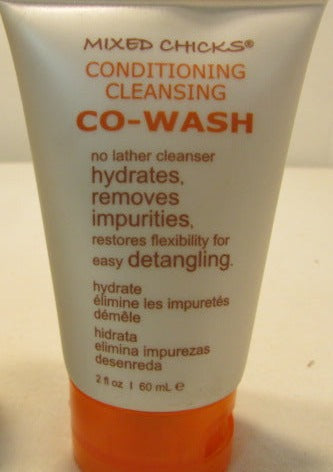 MIXED CHICKS®
CONDITIONING
CLEANSING
CO-WASH
no lather cleanser
hydrates,
removes
impurities,
restores flexibility for
easy detangling.
hydrate
élimine les impuretés
démêle
hidrata
elimina impurezas
desenreda
2 fl oz I 60 mL e